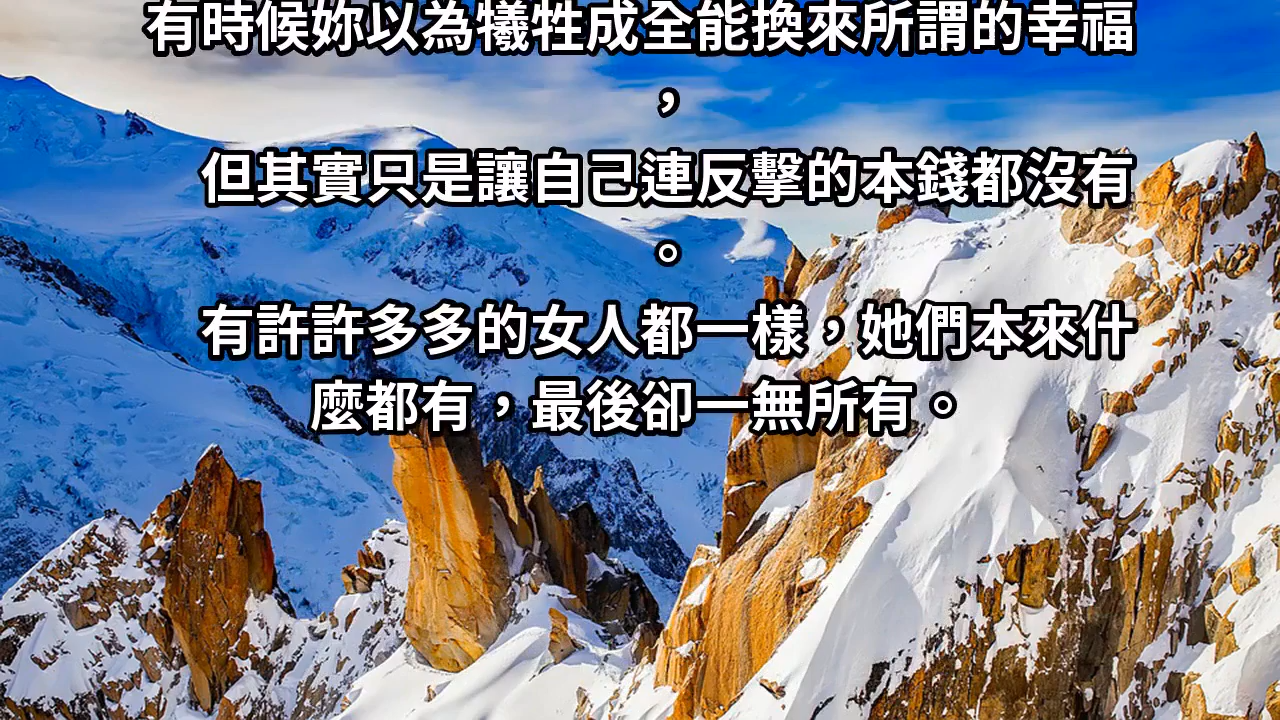 有時候妳以為犧牲成全能換來所謂的幸福
，
但其實只是讓自己連反擊的本錢都沒有
。
有許許多多的女人都一樣，她們本來什
麼都有，最後卻一無所有。